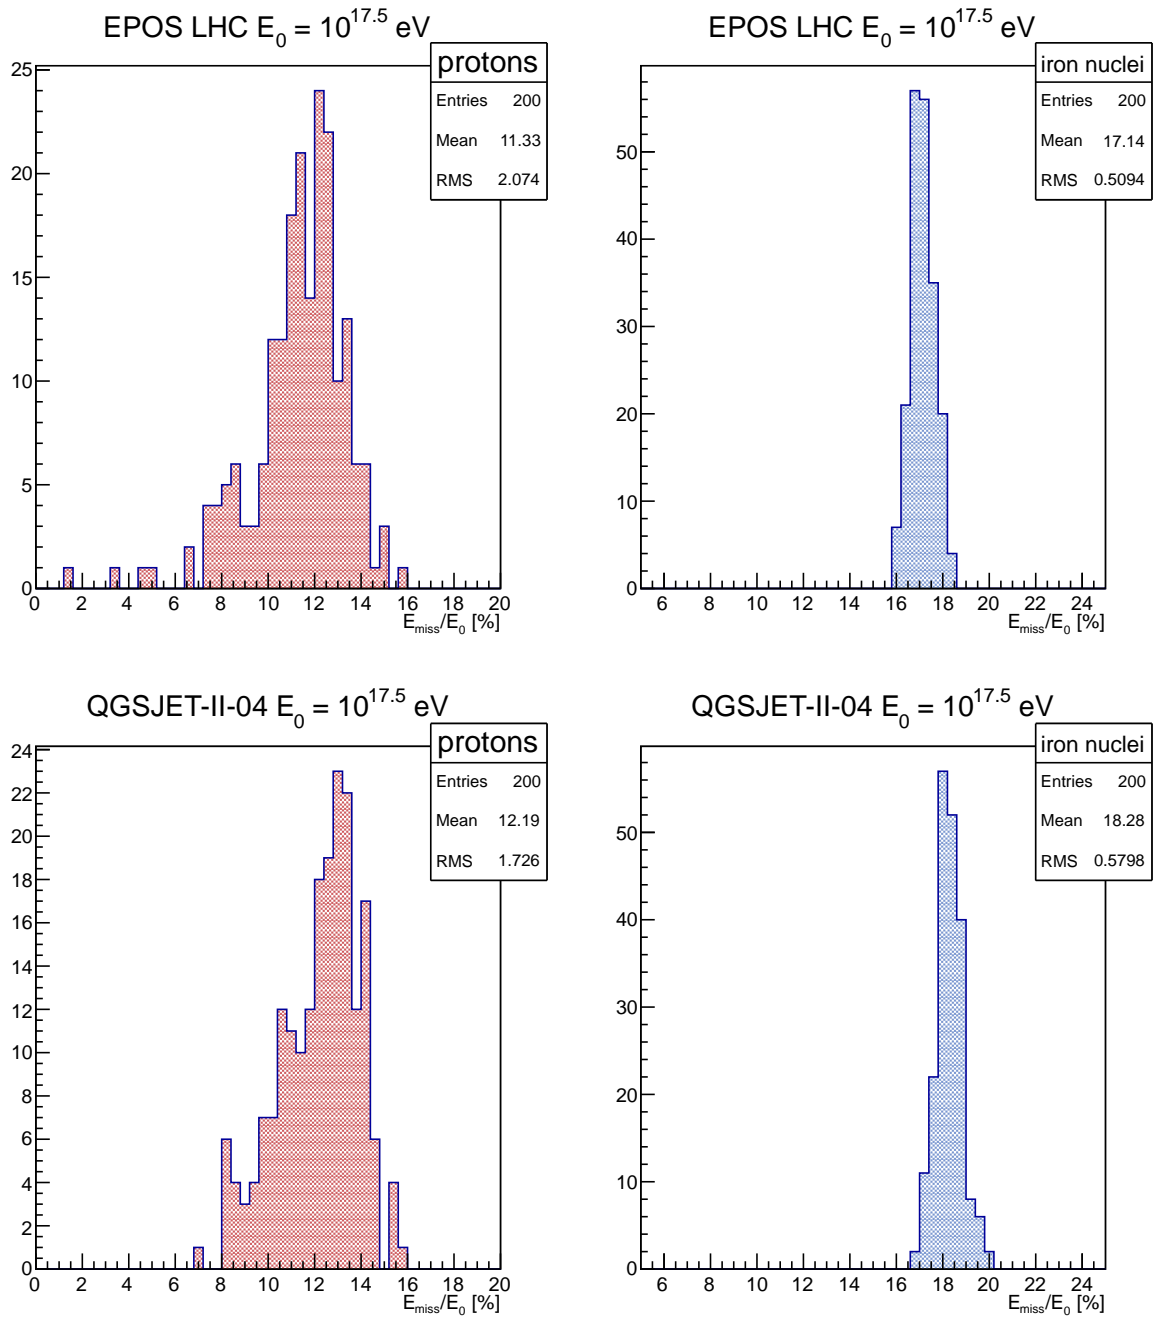 EPOS LHC E0 = 10^17.5 eV
protons
Entries 200
Mean 11.33
RMS 2.074
25
20
15
10
5
0
0 2 4 6 8 10 12 14 16 18 20
Emiss/E0 [%]
EPOS LHC E0 = 10^17.5 eV
iron nuclei
Entries 200
Mean 17.14
RMS 0.5094
50
40
30
20
10
0
6 8 10 12 14 16 18 20 22 24
Emiss/E0 [%]
QGSJET-II-04 E0 = 10^17.5 eV
protons
Entries 200
Mean 12.19
RMS 1.726
24
22
20
18
16
14
12
10
8
6
4
2
0
0 2 4 6 8 10 12 14 16 18 20
Emiss/E0 [%]
QGSJET-II-04 E0 = 10^17.5 eV
iron nuclei
Entries 200
Mean 18.28
RMS 0.5798
50
40
30
20
10
0
6 8 10 12 14 16 18 20 22 24
Emiss/E0 [%]